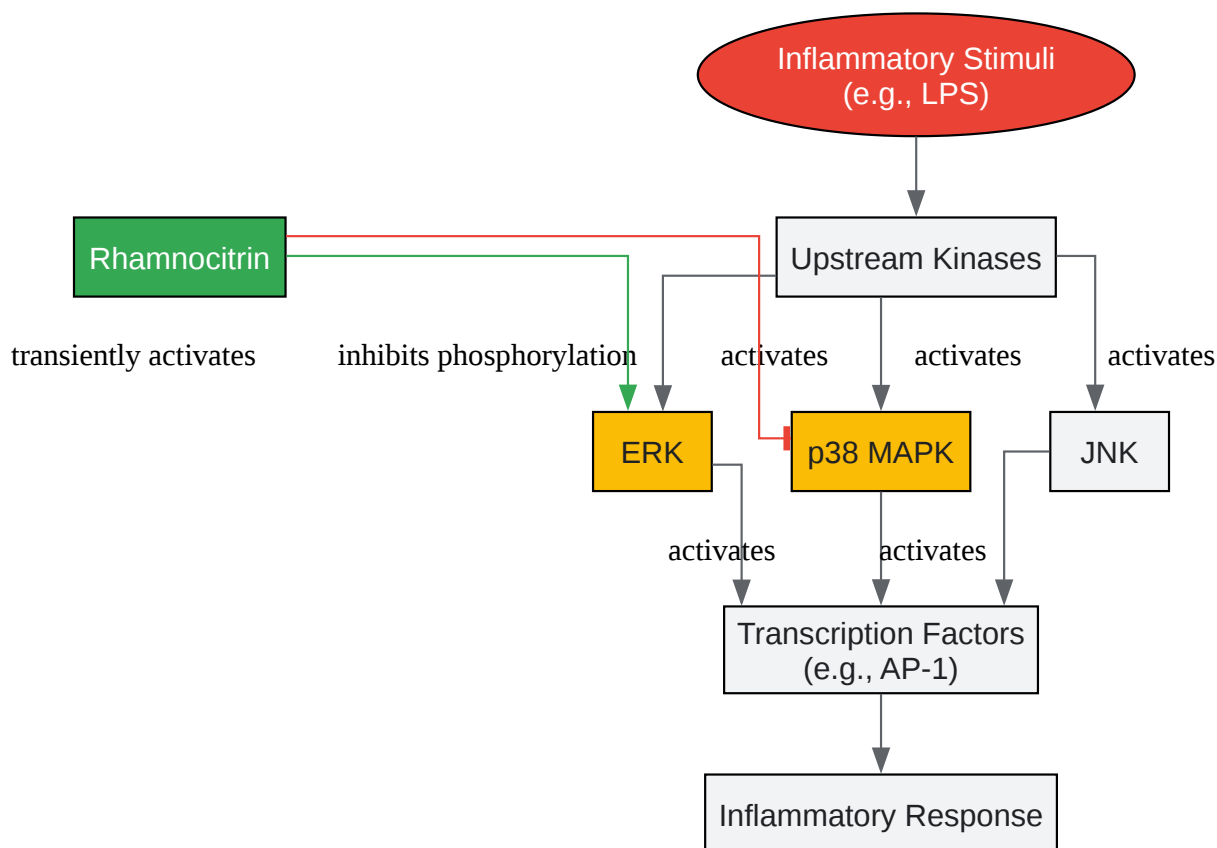 Inflammatory Stimuli
(e.g., LPS)
Rhamnocitrin
Upstream Kinases
transiently activates
inhibits phosphorylation
activates
activates
activates
ERK
p38 MAPK
JNK
activates
activates
Transcription Factors
(e.g., AP-1)
Inflammatory Response